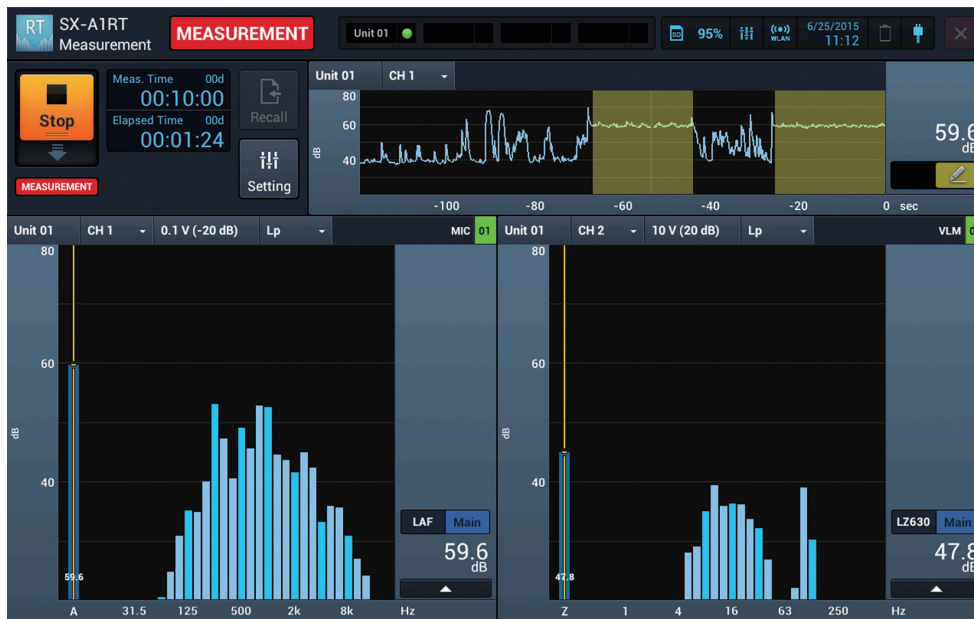 RT SX-A1RT
Measurement
MEASUREMENT
Unit 01
SD 95% WLAN 6/25/2015
11:12
Stop
MEASUREMENT
Meas. Time 00d
00:10:00
Elapsed Time 00d
00:01:24
Recall
Setting
Unit 01 CH 1
80
60
40
dB
-100 -80 -60 -40 -20 0 sec
59.6
dB
Unit 01 CH 1 0.1 V (-20 dB) Lp MIC 01
80
60
40
dB
59.6
A 31.5 125 500 2k 8k Hz
LAF Main
59.6
dB
Unit 01 CH 2 10 V (20 dB) Lp VLM
80
60
40
dB
47.8
Z 1 4 16 63 250 Hz
LZ630 Main
47.8
dB